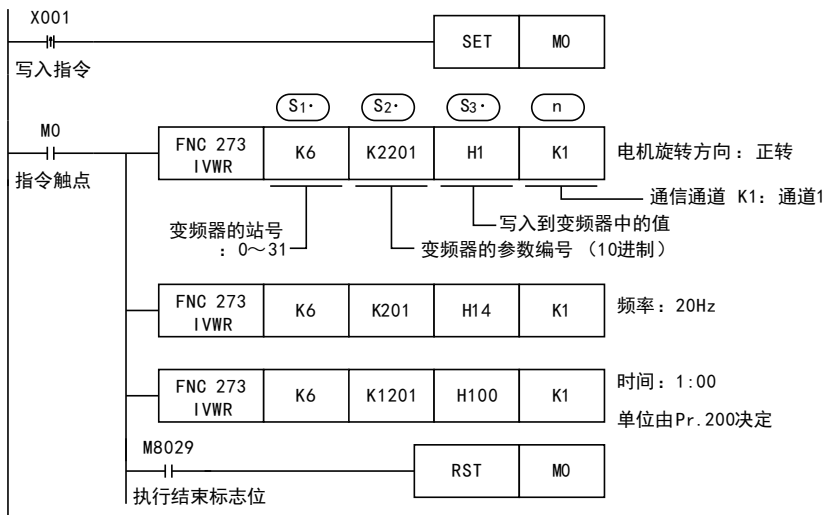 X001
SET M0
写入指令
S1· S2· S3· n
M0
FNC 273
IVWR
K6 K2201 H1 K1
电机旋转方向：正转
指令触点
通信通道 K1：通道1
写入到变频器中的值
变频器的站号
：0～31
变频器的参数编号 （10进制）
FNC 273
IVWR
K6 K201 H14 K1
频率：20Hz
FNC 273
IVWR
K6 K1201 H100 K1
时间：1:00
单位由Pr.200决定
M8029
RST M0
执行结束标志位